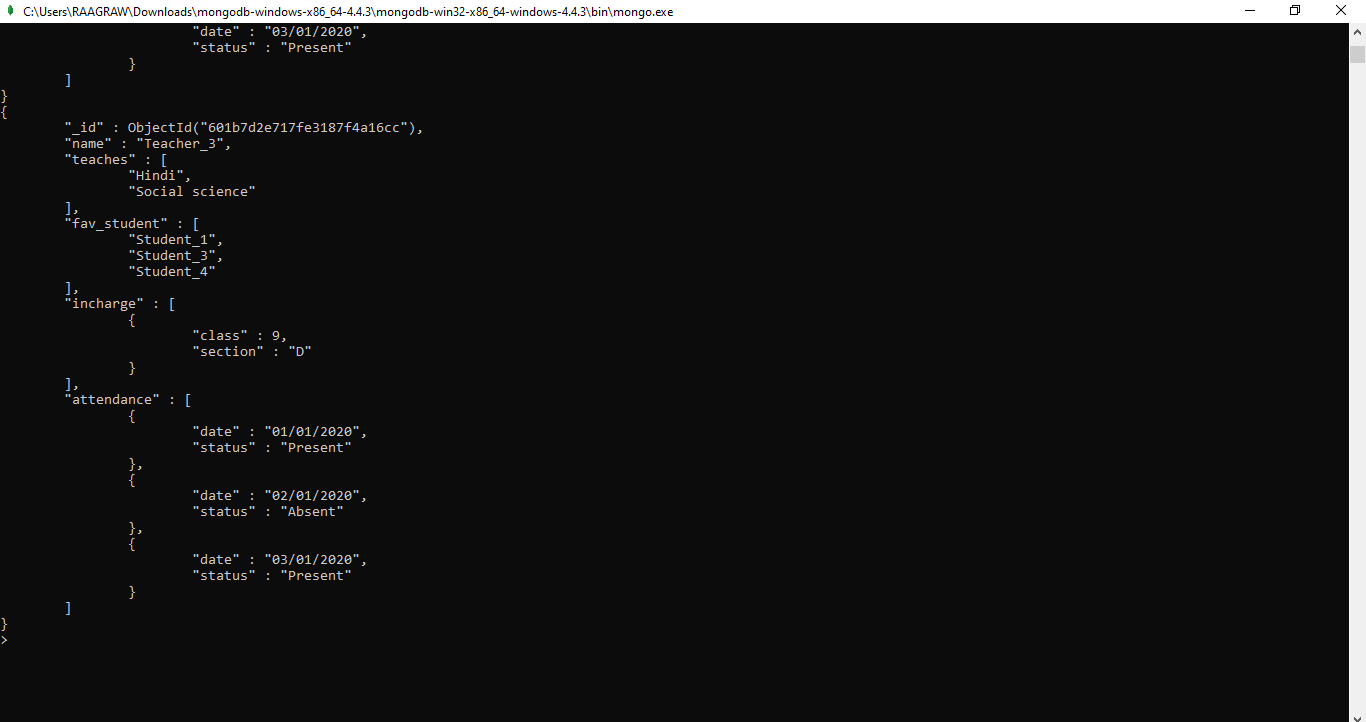 C:\Users\RAAGRAW\Downloads\mongodb-windows-x86_64-4.4.3\mongodb-win32-x86_64-windows-4.4.3\bin\mongo.exe
"date" : "03/01/2020",
"status" : "Present"
}
]
}
{
"_id" : ObjectId("601b7d2e717fe3187f4a16cc"),
"name" : "Teacher_3",
"teaches" : [
"Hindi",
"Social science"
],
"fav_student" : [
"Student_1",
"Student_3",
"Student_4"
],
"incharge" : [
{
"class" : 9,
"section" : "D"
}
],
"attendance" : [
{
"date" : "01/01/2020",
"status" : "Present"
},
{
"date" : "02/01/2020",
"status" : "Absent"
},
{
"date" : "03/01/2020",
"status" : "Present"
}
]
}
>